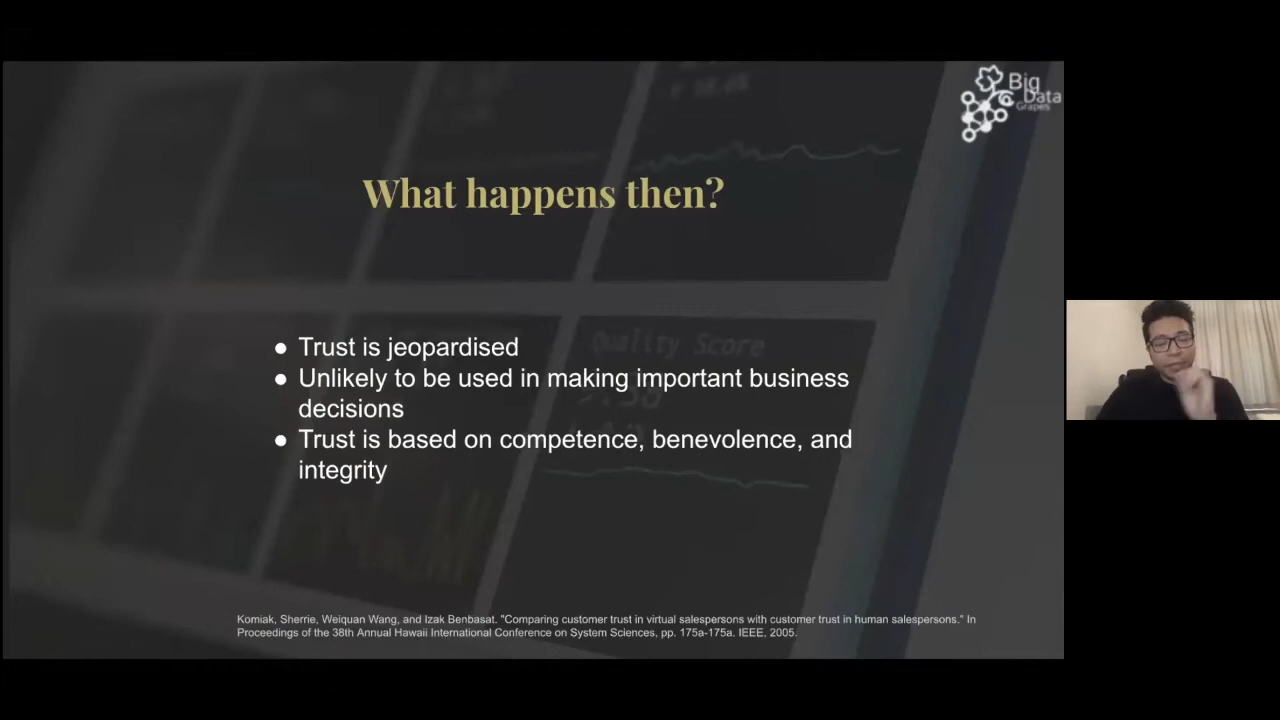 Big
Data
Grapes
What happens then?
● Trust is jeopardised
Quality Score
● Unlikely to be used in making important business
decisions
● Trust is based on competence, benevolence, and
integrity
Komiak, Sherrie, Weiquan Wang, and Izak Benbasat. "Comparing customer trust in virtual salespersons with customer trust in human salespersons." In
Proceedings of the 38th Annual Hawaii International Conference on System Sciences, pp. 175a-175a. IEEE, 2005.